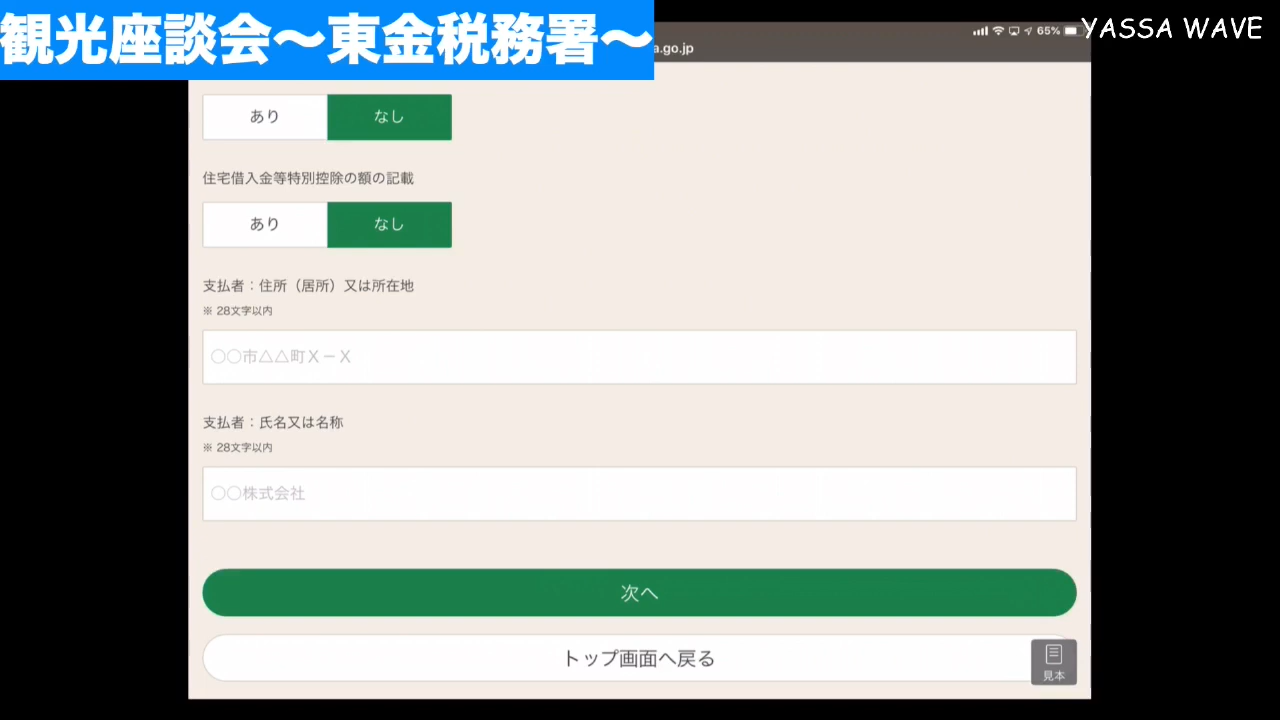 観光座談会〜東金税務署〜
a.go.jp
65%
YASSA WAVE
あり
なし
住宅借入金等特別控除の額の記載
あり
なし
支払者：住所（居所）又は所在地
※ 28文字以内
〇〇市△△町X－X
支払者：氏名又は名称
※ 28文字以内
〇〇株式会社
次へ
トップ画面へ戻る
見本